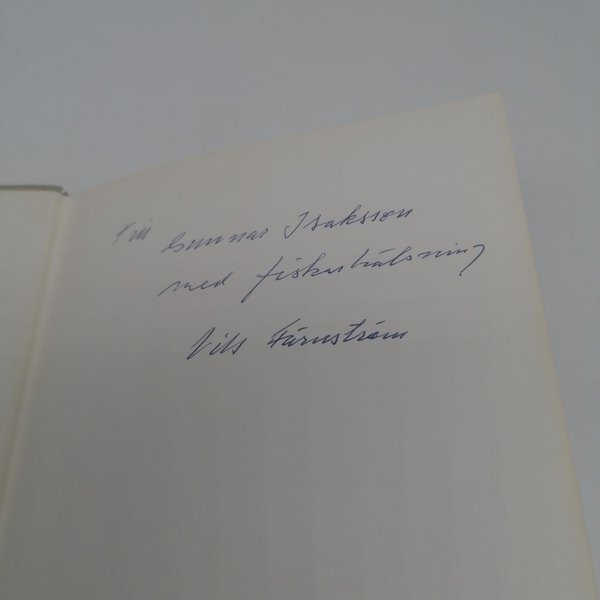 Till Gunnar Isaksson
med fiskehälsning
Nils Färnström